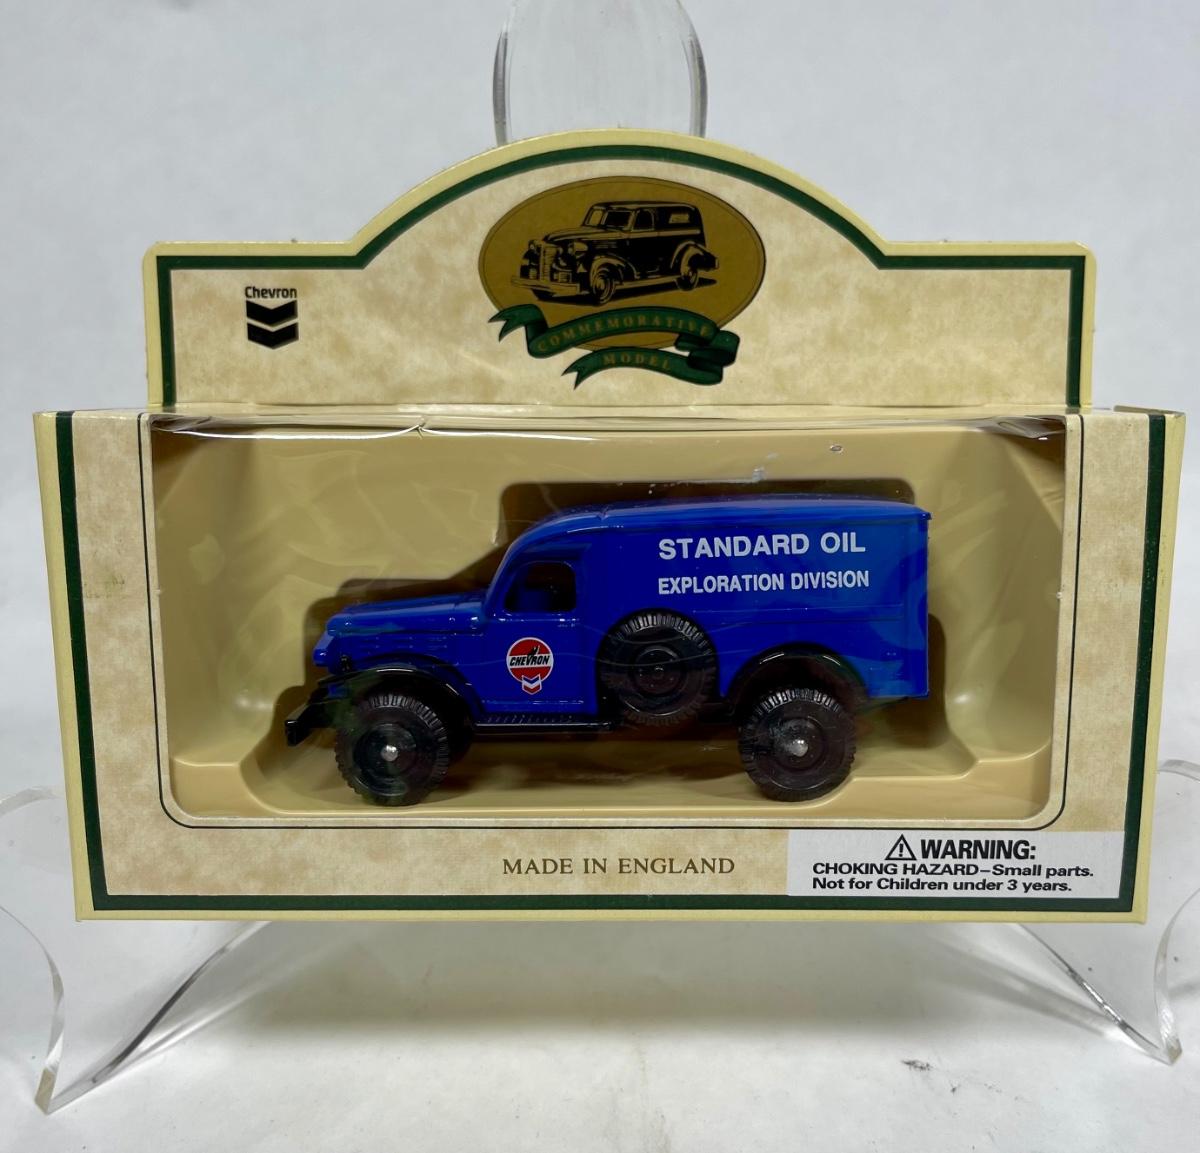 Chevron
COMMEMORATIVE
MODEL
STANDARD OIL
EXPLORATION DIVISION
CHEVRON
MADE IN ENGLAND
⚠ WARNING:
CHOKING HAZARD–Small parts.
Not for Children under 3 years.